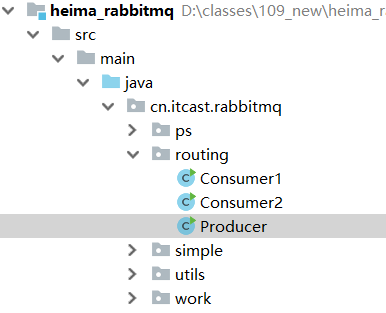 heima_rabbitmq D:\classes\109_new\heima_r
src
main
java
cn.itcast.rabbitmq
ps
routing
C Consumer1
C Consumer2
C Producer
simple
utils
work